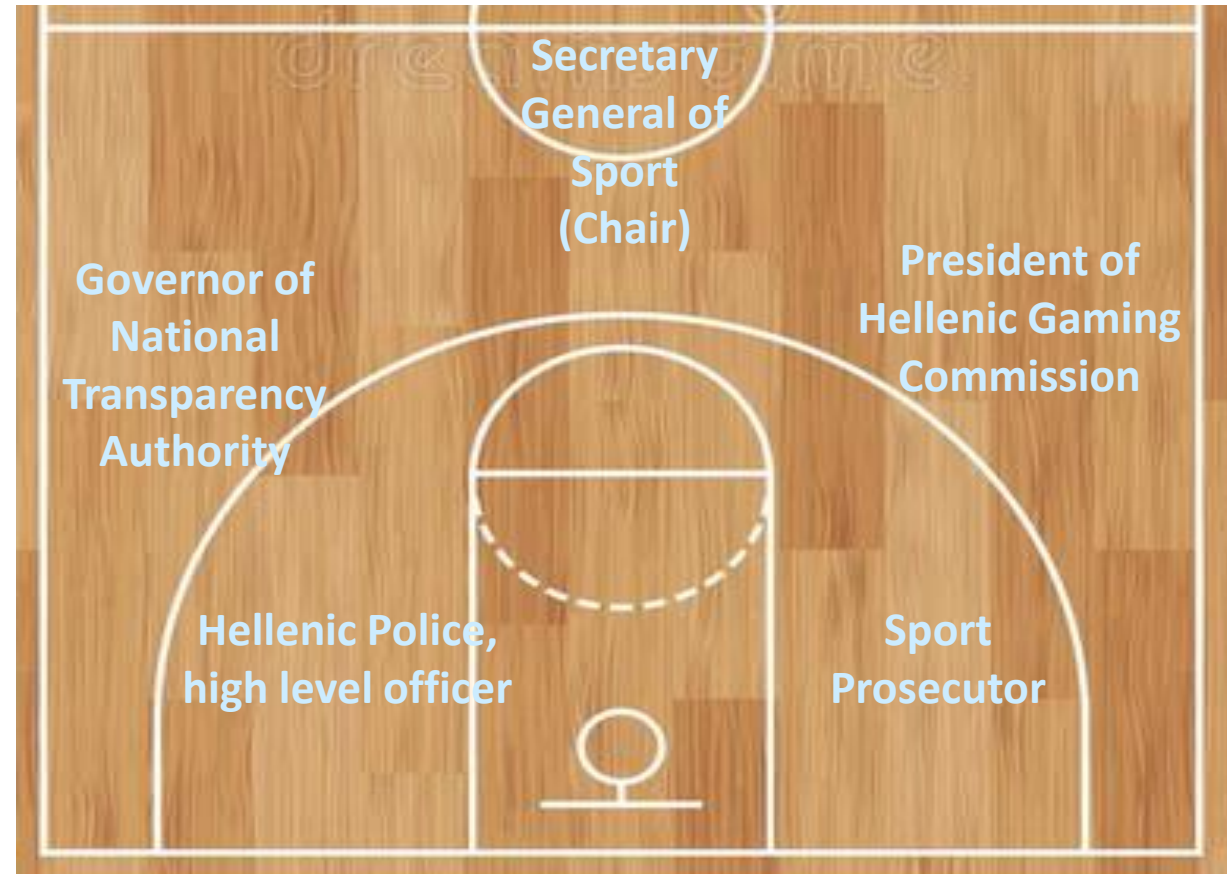 dreamstime
Secretary
General of
Sport
(Chair)
Governor of
National
Transparency
Authority
President of
Hellenic Gaming
Commission
Hellenic Police,
high level officer
Sport
Prosecutor